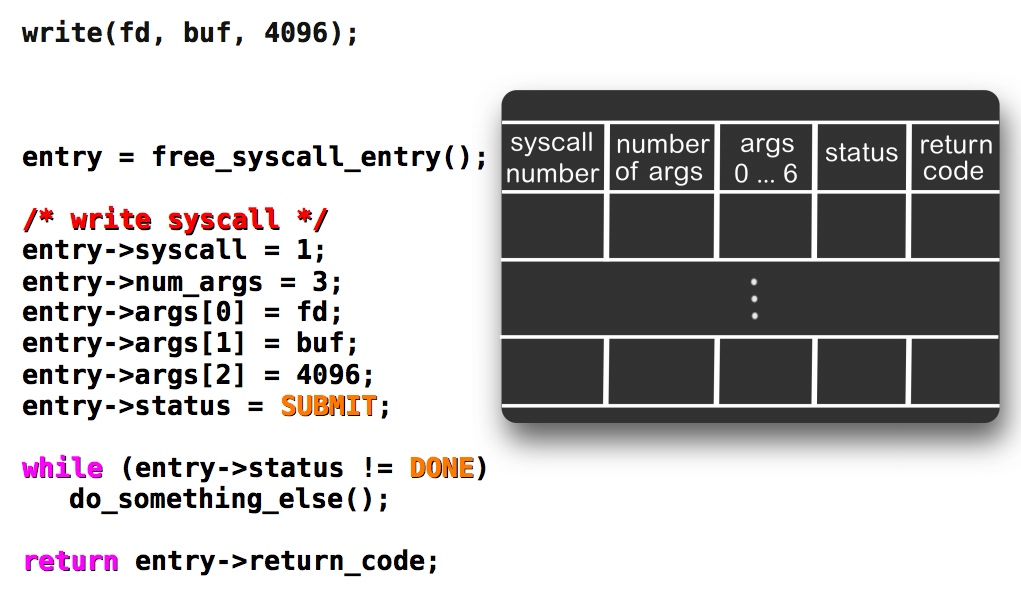 write(fd, buf, 4096);
entry = free_syscall_entry();
/* write syscall */
entry->syscall = 1;
entry->num_args = 3;
entry->args[0] = fd;
entry->args[1] = buf;
entry->args[2] = 4096;
entry->status = SUBMIT;
while (entry->status != DONE)
do_something_else();
return entry->return_code;
syscall number
number of args
args 0 ... 6
status
return code